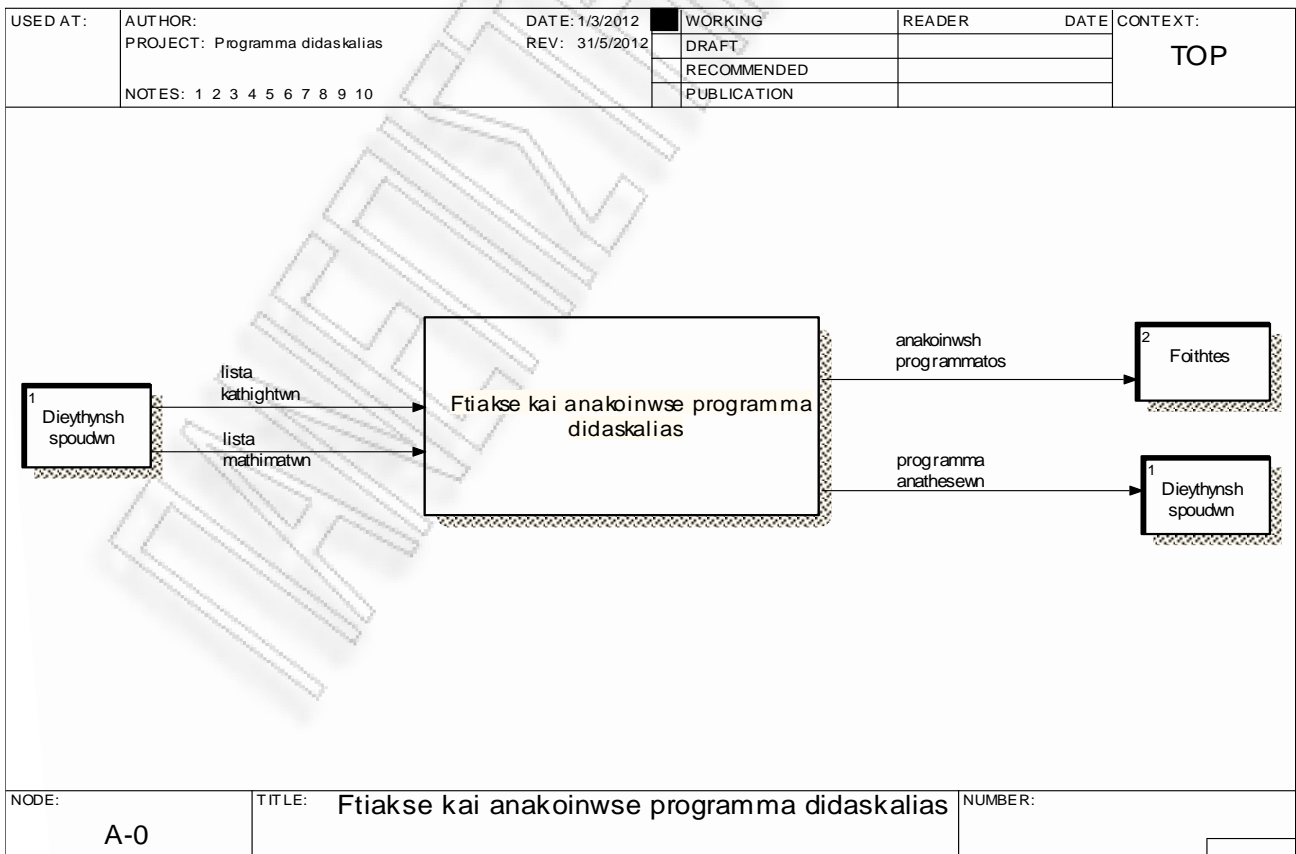 USED AT:
AUTHOR:
DATE: 1/3/2012
PROJECT: Programma didaskalias
REV: 31/5/2012
NOTES: 1 2 3 4 5 6 7 8 9 10
WORKING
DRAFT
RECOMMENDED
PUBLICATION
READER
DATE
CONTEXT:
TOP
1
Dieythynsh
spoudwn
lista
kathightwn
lista
mathimatwn
Ftiakse kai anakoinwse programma
didaskalias
anakoinwsh
programmatos
2
Foithtes
programma
anathesewn
1
Dieythynsh
spoudwn
NODE:
A-0
TITLE:
Ftiakse kai anakoinwse programma didaskalias
NUMBER: